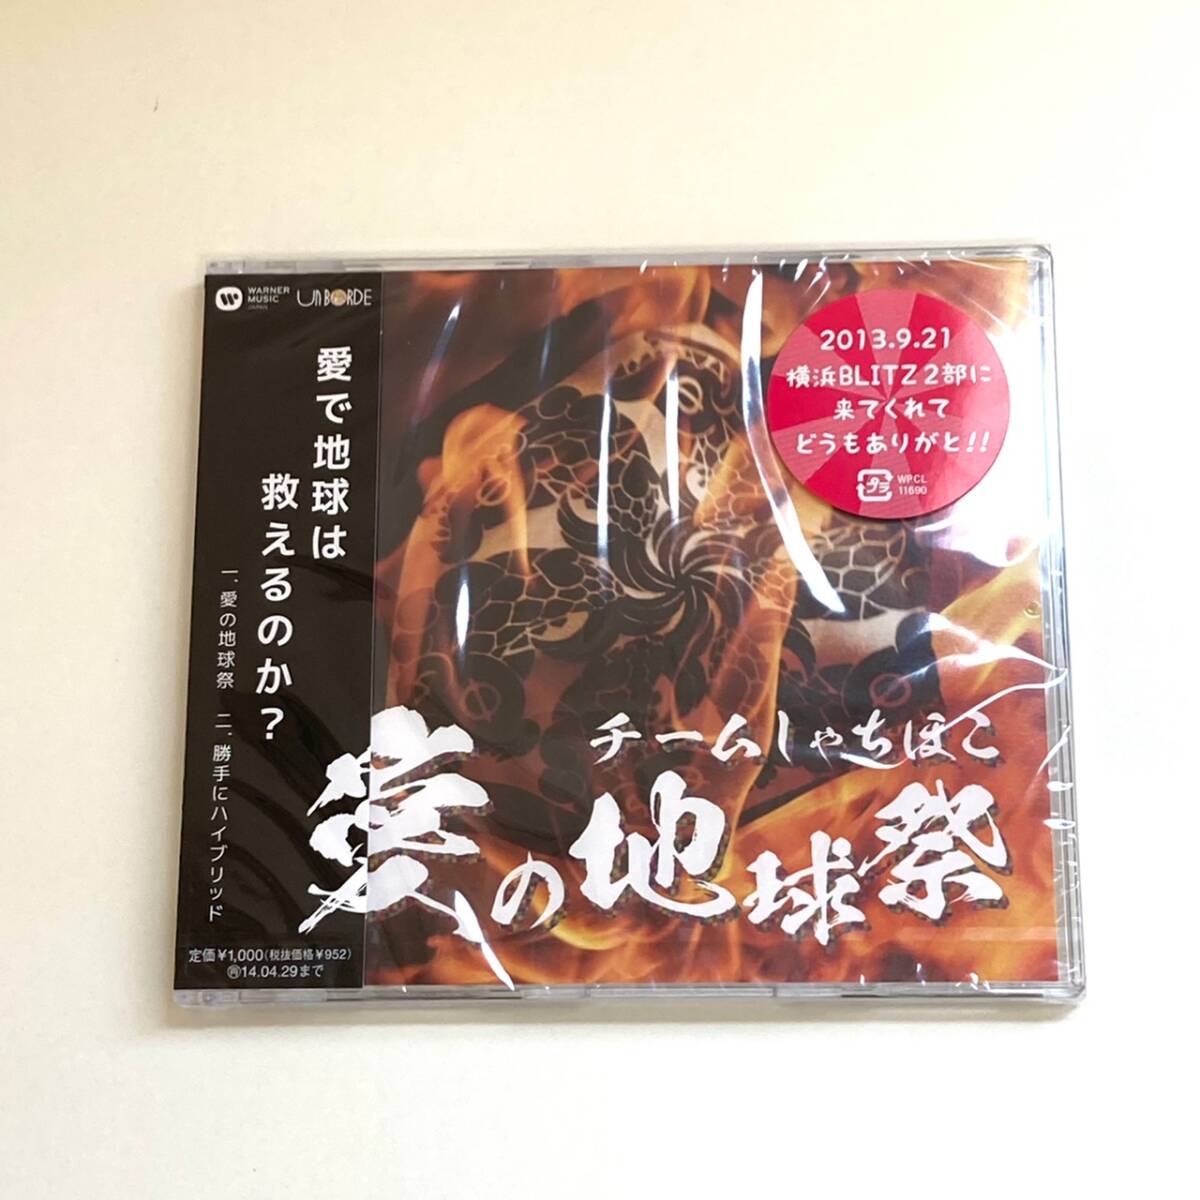 WARNER
MUSIC
JAPAN
unBORDE
愛で地球は
救えるのか?
一、愛の地球祭　二、勝手にハイブリッド
定価¥1,000(税抜価格¥952)
再14.04.29まで
2013.9.21
横浜BLITZ2部に
来てくれて
どうもありがと!!
WPCL
11690
チームしゃちほこ
愛の地球祭